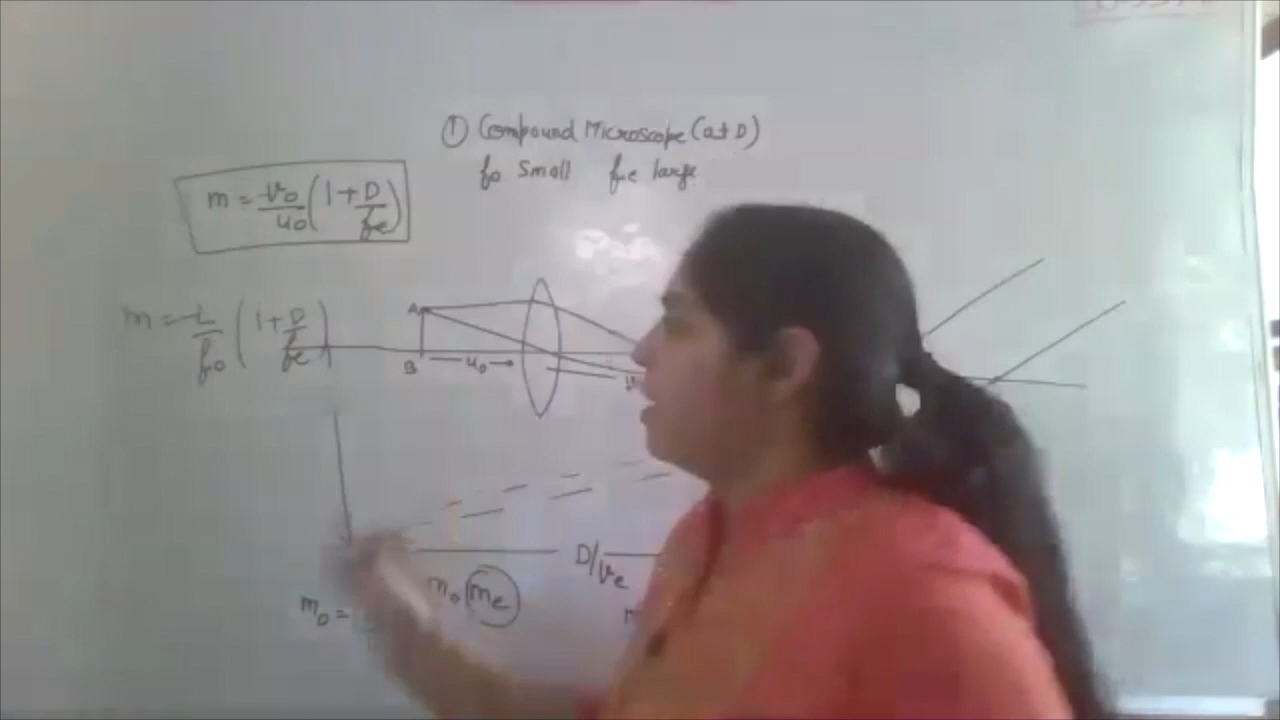 ① Compound Microscope (at D)
fo small fe large
m = vo/uo (1 + D/fe)
m = -L/fo (1 + D/fe)
A
B uo
D/ve
mo me
mo =